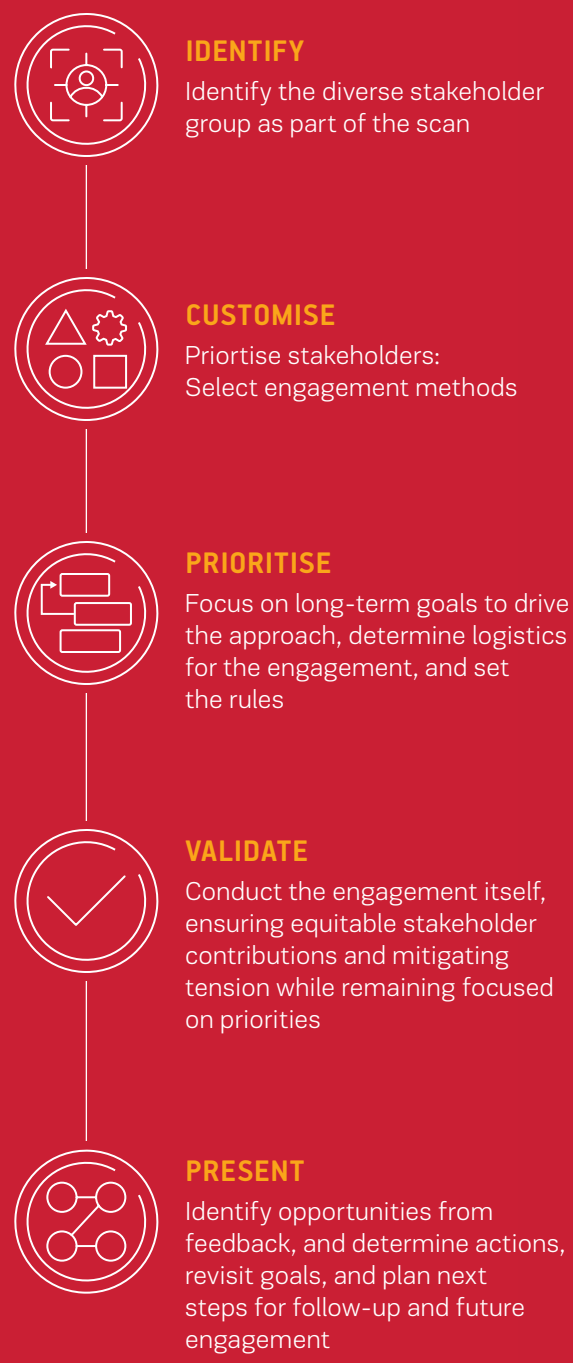 IDENTIFY
Identify the diverse stakeholder
group as part of the scan
CUSTOMISE
Priortise stakeholders:
Select engagement methods
PRIORITISE
Focus on long-term goals to drive
the approach, determine logistics
for the engagement, and set
the rules
VALIDATE
Conduct the engagement itself,
ensuring equitable stakeholder
contributions and mitigating
tension while remaining focused
on priorities
PRESENT
Identify opportunities from
feedback, and determine actions,
revisit goals, and plan next
steps for follow-up and future
engagement